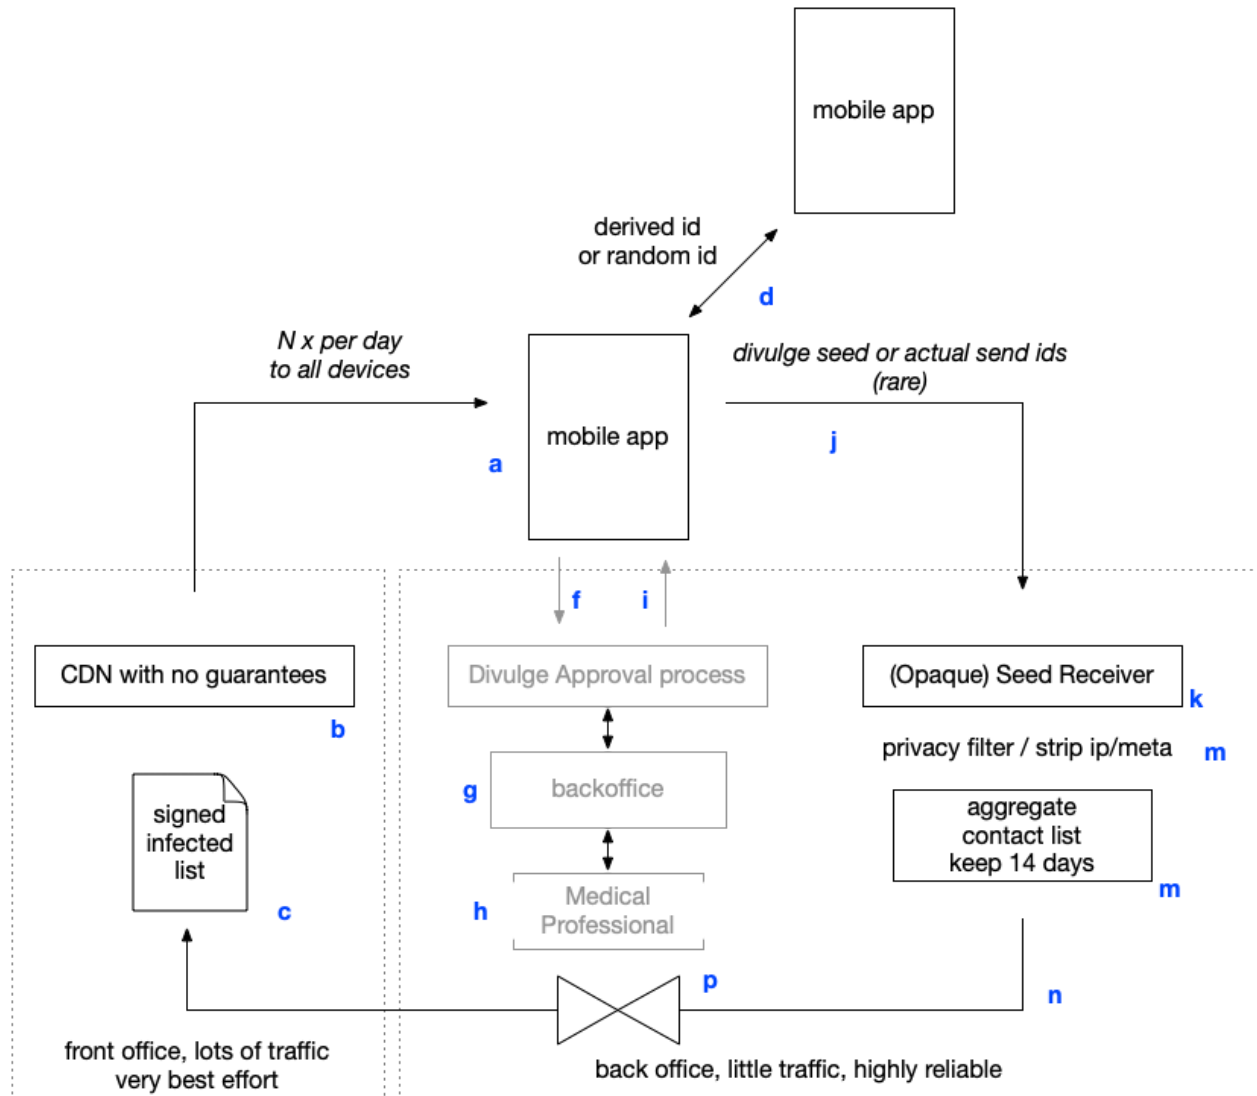 mobile app
derived id
or random id
d
N x per day
to all devices
divulge seed or actual send ids
(rare)
mobile app
a
j
f
i
CDN with no guarantees
b
Divulge Approval process
(Opaque) Seed Receiver
k
privacy filter / strip ip/meta
m
signed
infected
list
c
g
backoffice
aggregate
contact list
keep 14 days
m
h
Medical
Professional
p
n
front office, lots of traffic
very best effort
back office, little traffic, highly reliable